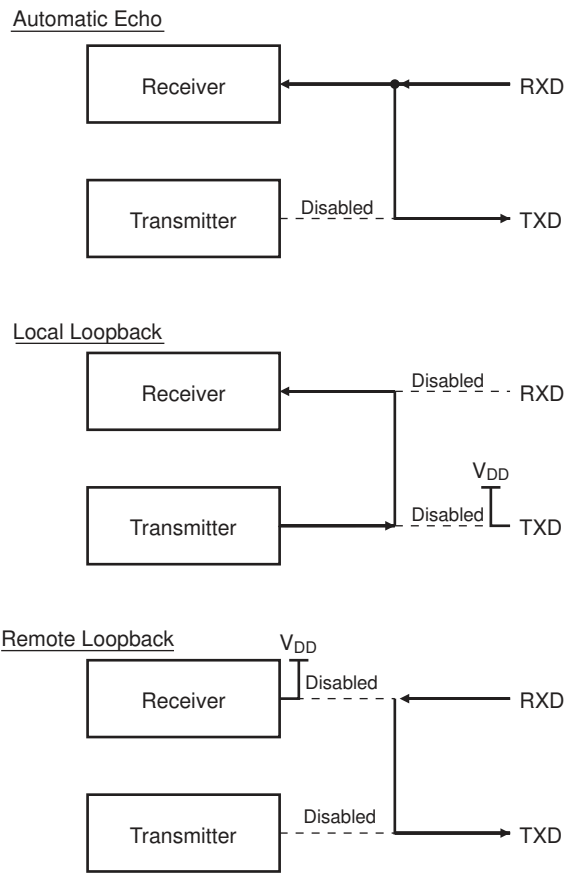 Automatic Echo
Receiver
RXD
Transmitter
Disabled
TXD
Local Loopback
Receiver
Disabled
RXD
VDD
Transmitter
Disabled
TXD
Remote Loopback
VDD
Receiver
Disabled
RXD
Transmitter
Disabled
TXD